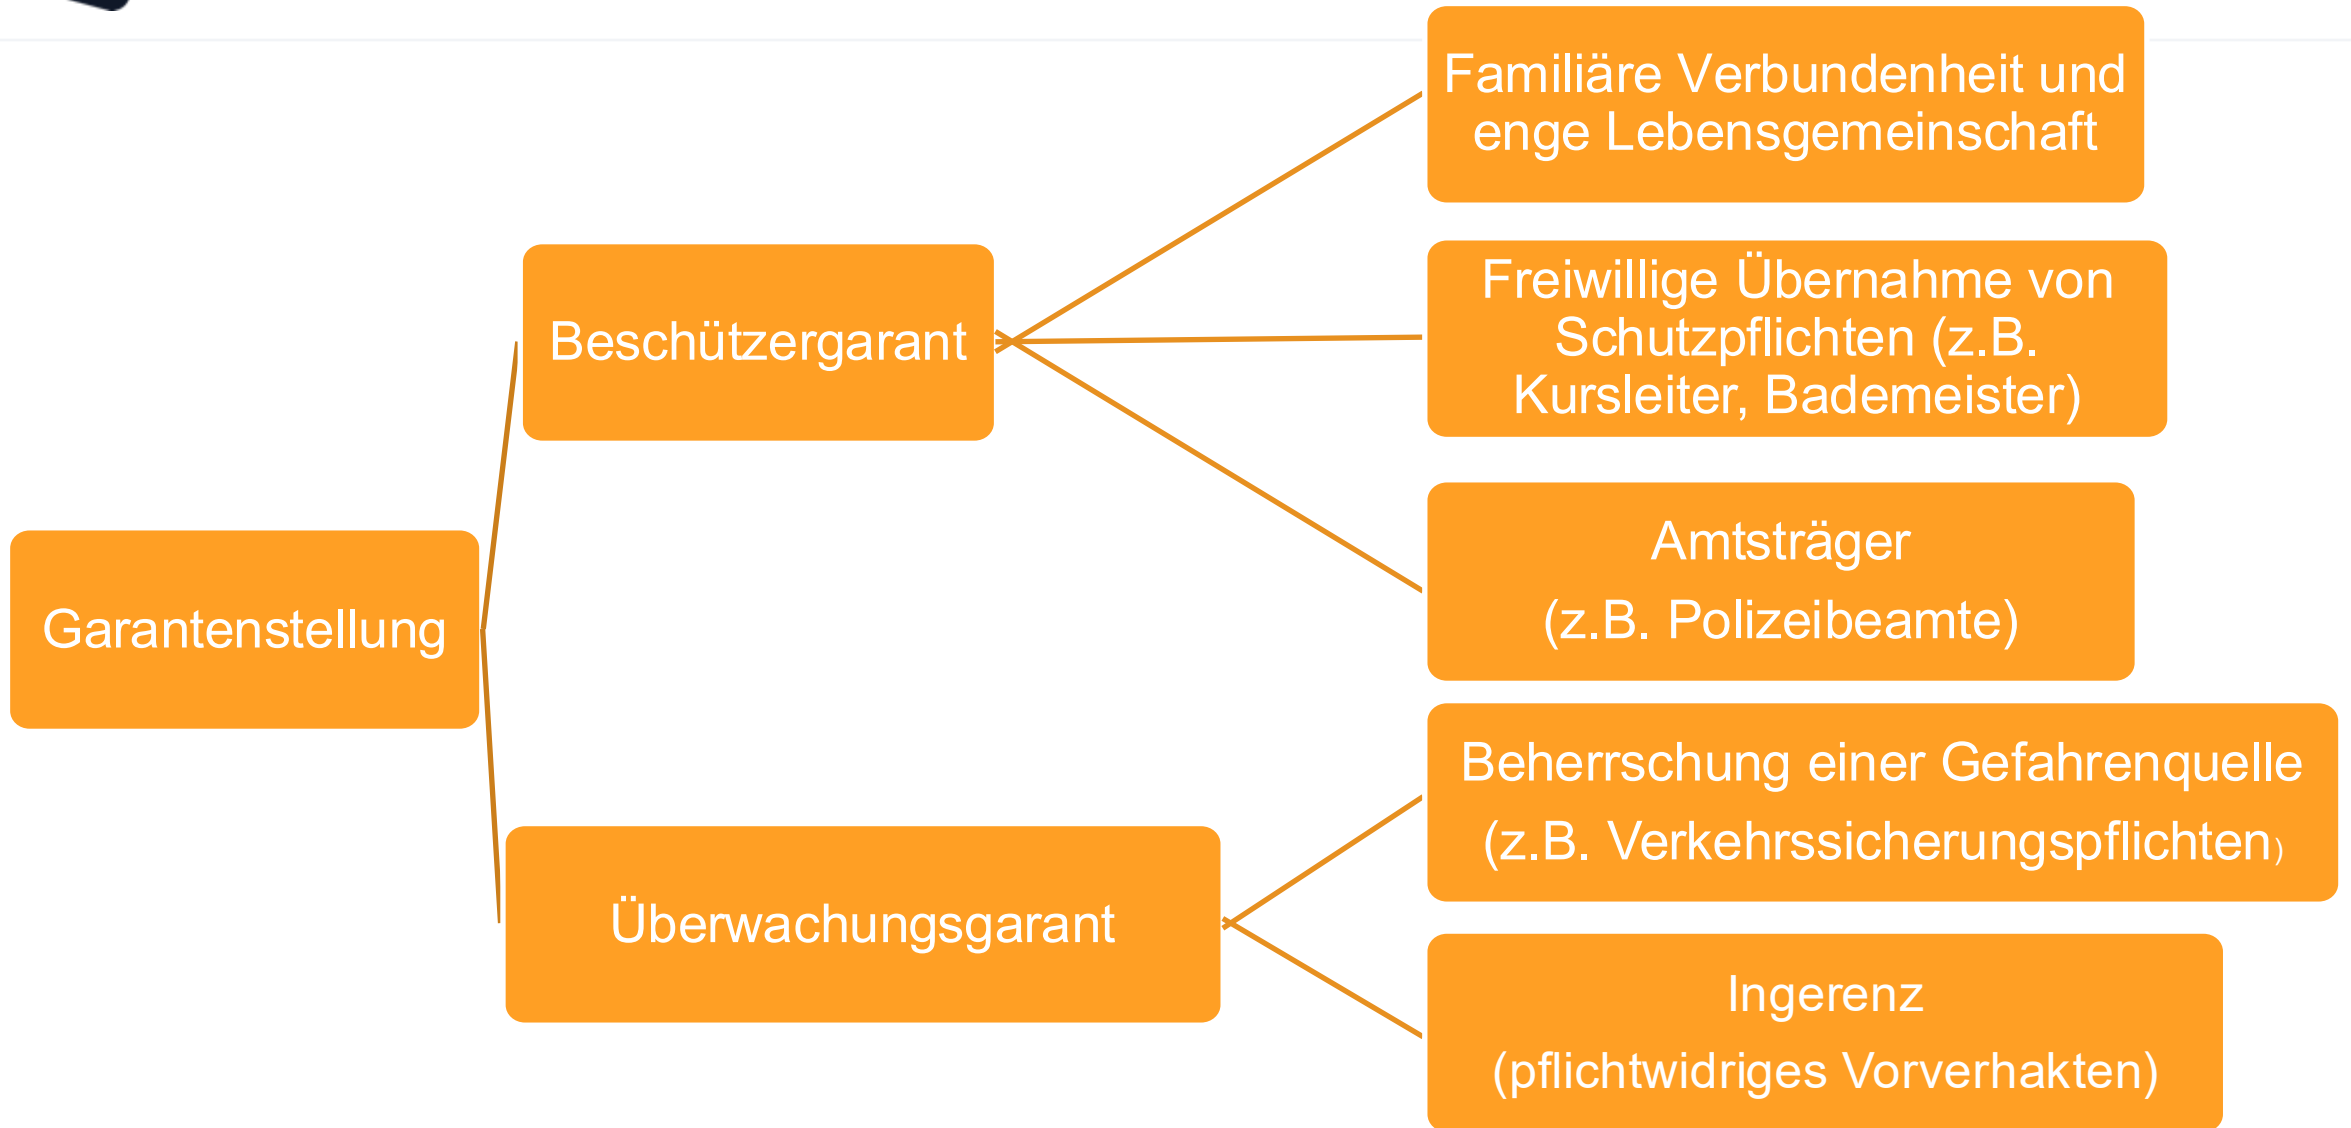 Familiäre Verbundenheit und
enge Lebensgemeinschaft
Beschützergarant
Freiwillige Übernahme von
Schutzpflichten (z.B.
Kursleiter, Bademeister)
Garantenstellung
Amtsträger
(z.B. Polizeibeamte)
Überwachungsgarant
Beherrschung einer Gefahrenquelle
(z.B. Verkehrssicherungspflichten)
Ingerenz
(pflichtwidriges Vorverhakten)